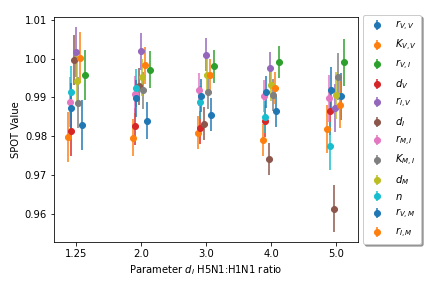 1.01
1.00
0.99
0.98
0.97
0.96
SPOT Value
1.25
2.0
3.0
4.0
5.0
Parameter d_i H5N1:H1N1 ratio
r_{V,V}
K_{V,V}
r_{V,I}
d_V
r_{I,V}
d_I
r_{M,I}
K_{M,I}
d_M
n
r_{V,M}
r_{I,M}